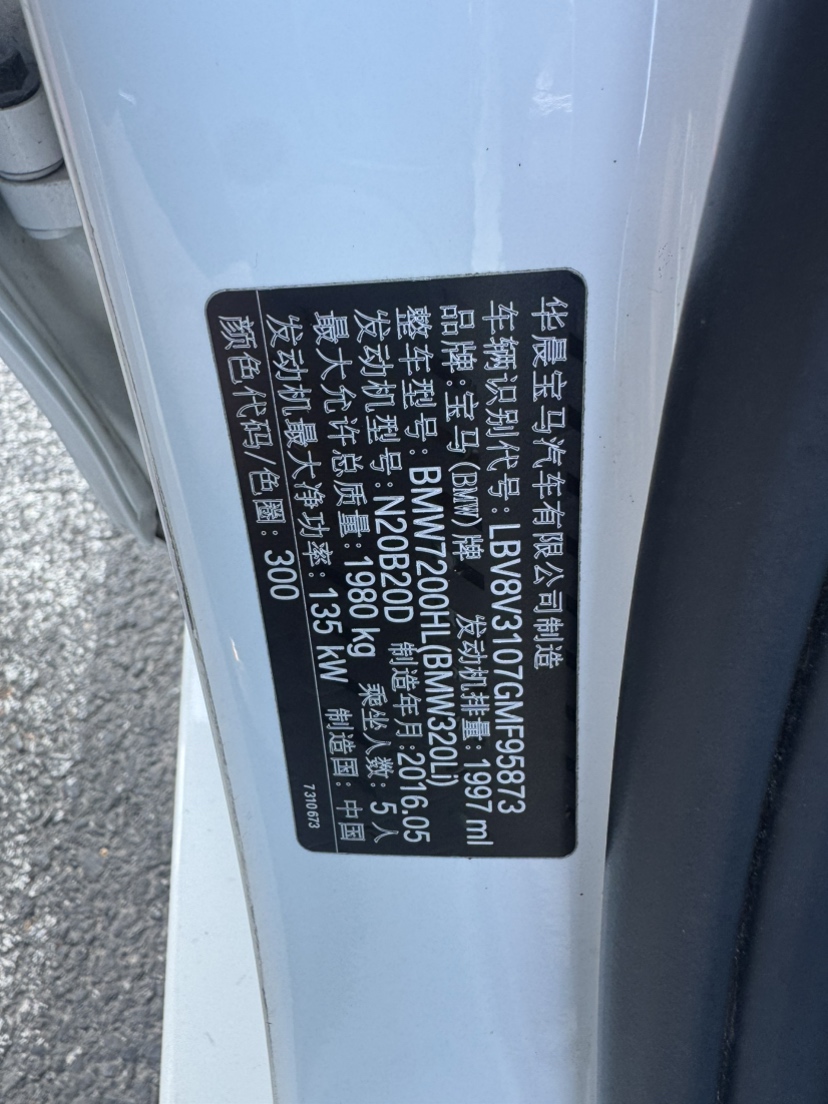 华晨宝马汽车有限公司制造
车辆识别代号: LBV8V3107GMF95873
品牌:宝马(BMW)牌 发动机排量: 1997 ml
整车型号: BMW7200HL(BMW320Li)
发动机型号: N20B20D 制造年月:2016.05
最大允许总质量: 1980 kg 乘坐人数: 5 人
发动机最大净功率: 135 kW 制造国: 中国
颜色代码/色圈: 300 7310673